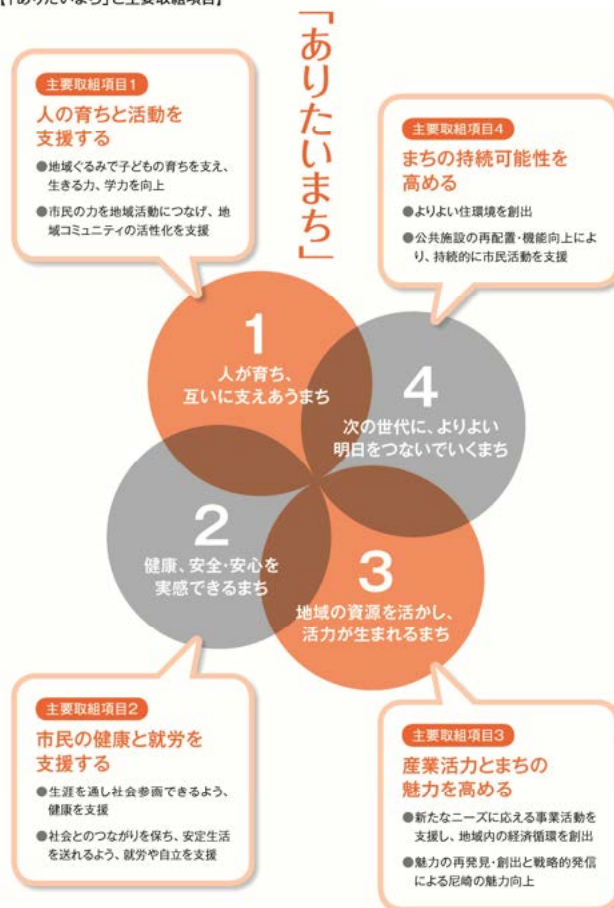 【「ありたいまち」と主要取組項目】
「ありたいまち」
主要取組項目1
人の育ちと活動を
支援する
●地域ぐるみで子どもの育ちを支え、
生きる力、学力を向上
●市民の力を地域活動につなげ、地
域コミュニティの活性化を支援
主要取組項目4
まちの持続可能性を
高める
●よりよい住環境を創出
●公共施設の再配置・機能向上によ
り、持続的に市民活動を支援
1
人が育ち、
互いに支えあうまち
4
次の世代に、よりよい
明日をつないでいくまち
2
健康、安全・安心を
実感できるまち
3
地域の資源を活かし、
活力が生まれるまち
主要取組項目2
市民の健康と就労を
支援する
●生涯を通し社会参画できるよう、
健康を支援
●社会とのつながりを保ち、安定生活
を送れるよう、就労や自立を支援
主要取組項目3
産業活力とまちの
魅力を高める
●新たなニーズに応える事業活動を
支援し、地域内の経済循環を創出
●魅力の再発見・創出と戦略的発信
による尼崎の魅力向上